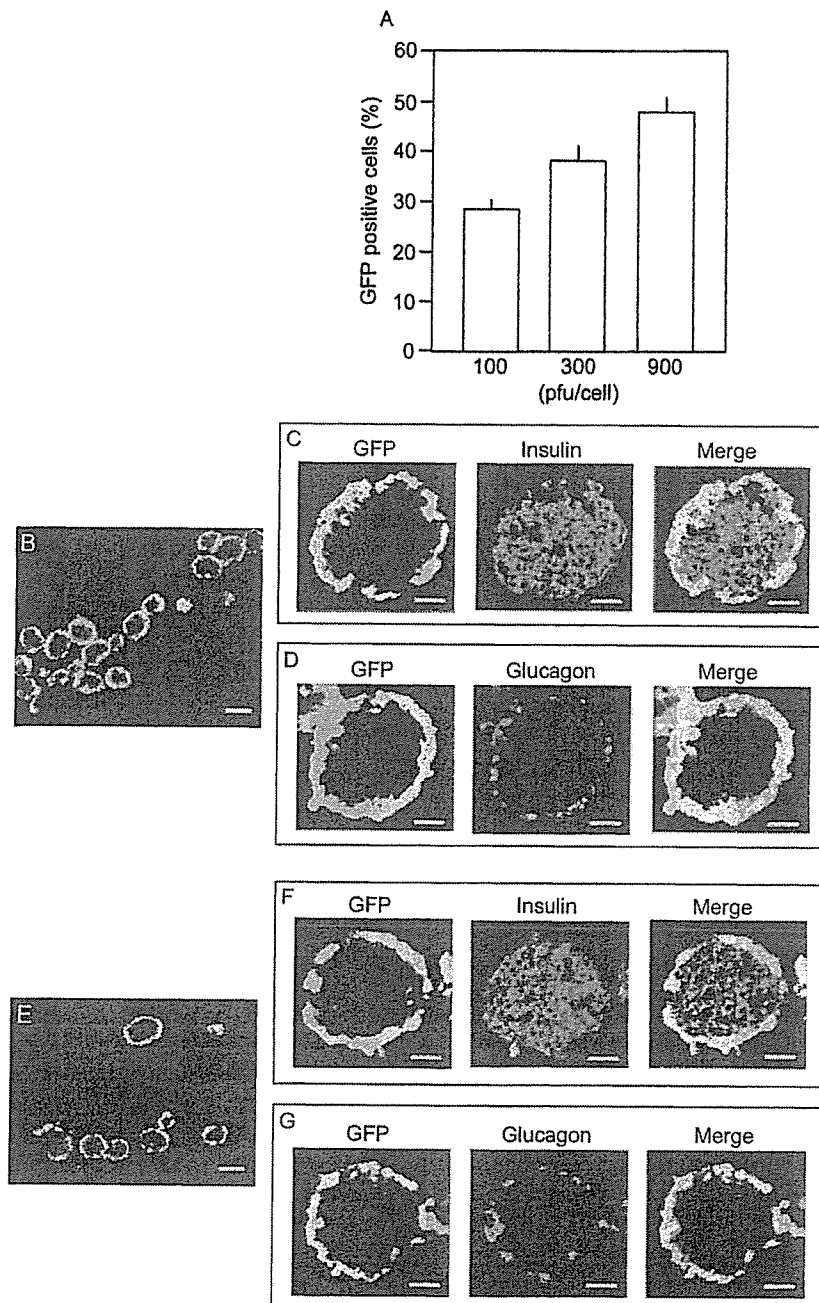 A
GFP positive cells (%)
60
50
40
30
20
10
0
100 300 900
(pfu/cell)
B
C
GFP Insulin Merge
D
GFP Glucagon Merge
E
F
GFP Insulin Merge
G
GFP Glucagon Merge